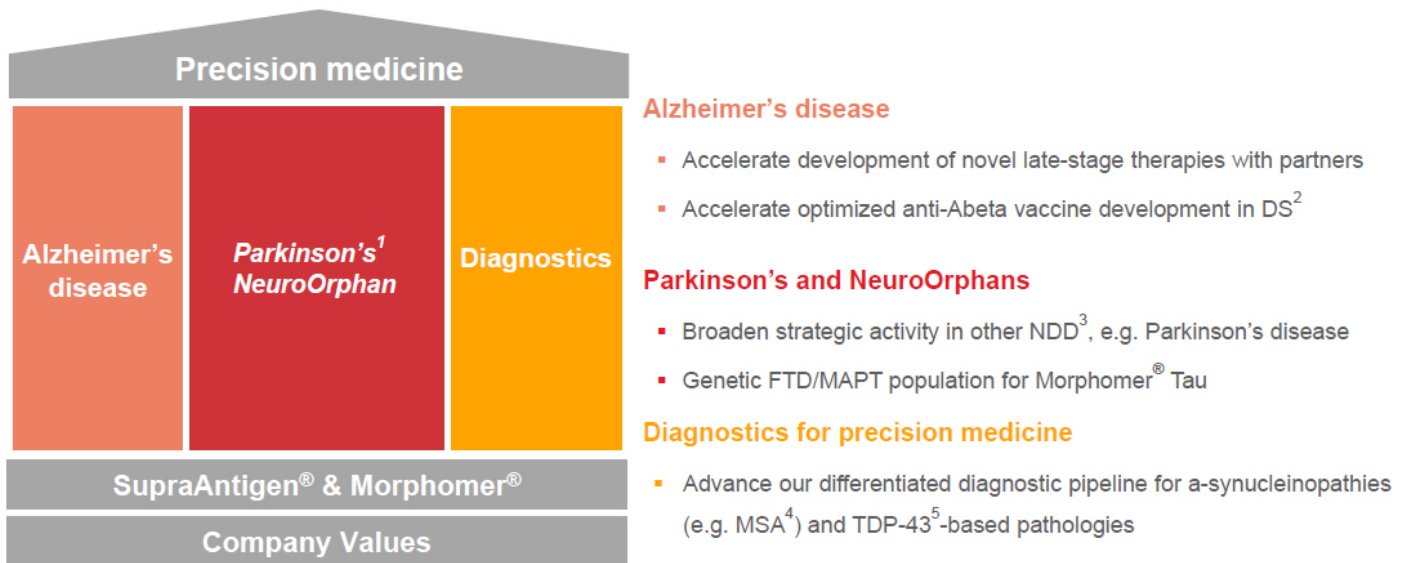 Precision medicine
Alzheimer's
disease
Parkinson's¹
NeuroOrphan
Diagnostics
SupraAntigen® & Morphomer®
Company Values
Alzheimer's disease
▪ Accelerate development of novel late-stage therapies with partners
▪ Accelerate optimized anti-Abeta vaccine development in DS²
Parkinson's and NeuroOrphans
▪ Broaden strategic activity in other NDD³, e.g. Parkinson's disease
▪ Genetic FTD/MAPT population for Morphomer® Tau
Diagnostics for precision medicine
▪ Advance our differentiated diagnostic pipeline for a-synucleinopathies
(e.g. MSA⁴) and TDP-43⁵-based pathologies